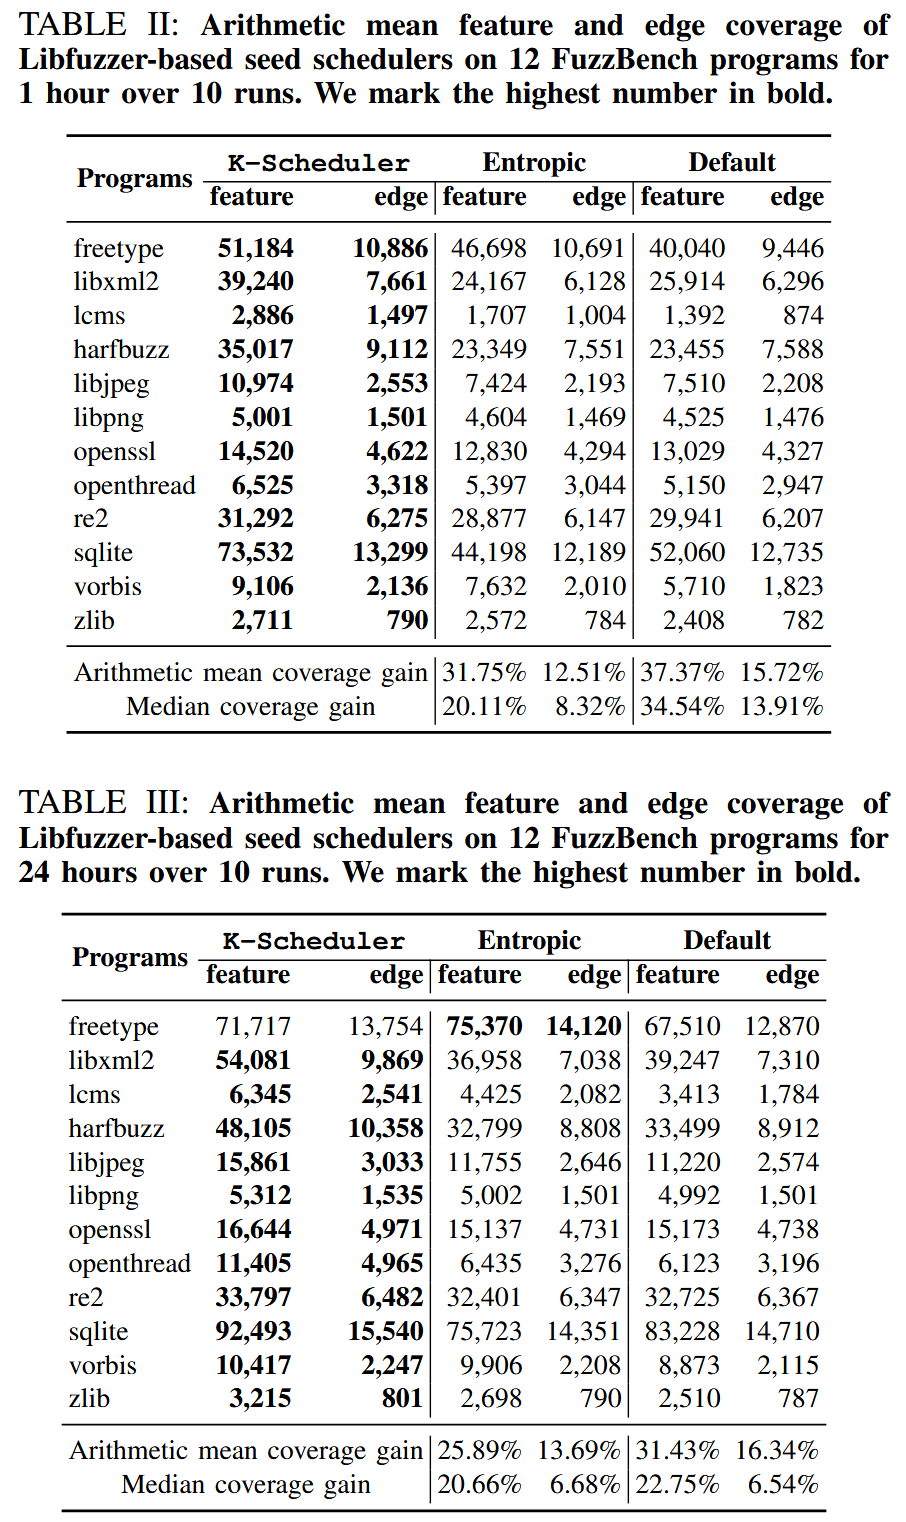 TABLE II: Arithmetic mean feature and edge coverage of
Libfuzzer-based seed schedulers on 12 FuzzBench programs for
1 hour over 10 runs. We mark the highest number in bold.
Programs K-Scheduler Entropic Default
feature edge feature edge feature edge
freetype 51,184 10,886 46,698 10,691 40,040 9,446
libxml2 39,240 7,661 24,167 6,128 25,914 6,296
lcms 2,886 1,497 1,707 1,004 1,392 874
harfbuzz 35,017 9,112 23,349 7,551 23,455 7,588
libjpeg 10,974 2,553 7,424 2,193 7,510 2,208
libpng 5,001 1,501 4,604 1,469 4,525 1,476
openssl 14,520 4,622 12,830 4,294 13,029 4,327
openthread 6,525 3,318 5,397 3,044 5,150 2,947
re2 31,292 6,275 28,877 6,147 29,941 6,207
sqlite 73,532 13,299 44,198 12,189 52,060 12,735
vorbis 9,106 2,136 7,632 2,010 5,710 1,823
zlib 2,711 790 2,572 784 2,408 782
Arithmetic mean coverage gain 31.75% 12.51% 37.37% 15.72%
Median coverage gain 20.11% 8.32% 34.54% 13.91%
TABLE III: Arithmetic mean feature and edge coverage of
Libfuzzer-based seed schedulers on 12 FuzzBench programs for
24 hours over 10 runs. We mark the highest number in bold.
Programs K-Scheduler Entropic Default
feature edge feature edge feature edge
freetype 71,717 13,754 75,370 14,120 67,510 12,870
libxml2 54,081 9,869 36,958 7,038 39,247 7,310
lcms 6,345 2,541 4,425 2,082 3,413 1,784
harfbuzz 48,105 10,358 32,799 8,808 33,499 8,912
libjpeg 15,861 3,033 11,755 2,646 11,220 2,574
libpng 5,312 1,535 5,002 1,501 4,992 1,501
openssl 16,644 4,971 15,137 4,731 15,173 4,738
openthread 11,405 4,965 6,435 3,276 6,123 3,196
re2 33,797 6,482 32,401 6,347 32,725 6,367
sqlite 92,493 15,540 75,723 14,351 83,228 14,710
vorbis 10,417 2,247 9,906 2,208 8,873 2,115
zlib 3,215 801 2,698 790 2,510 787
Arithmetic mean coverage gain 25.89% 13.69% 31.43% 16.34%
Median coverage gain 20.66% 6.68% 22.75% 6.54%